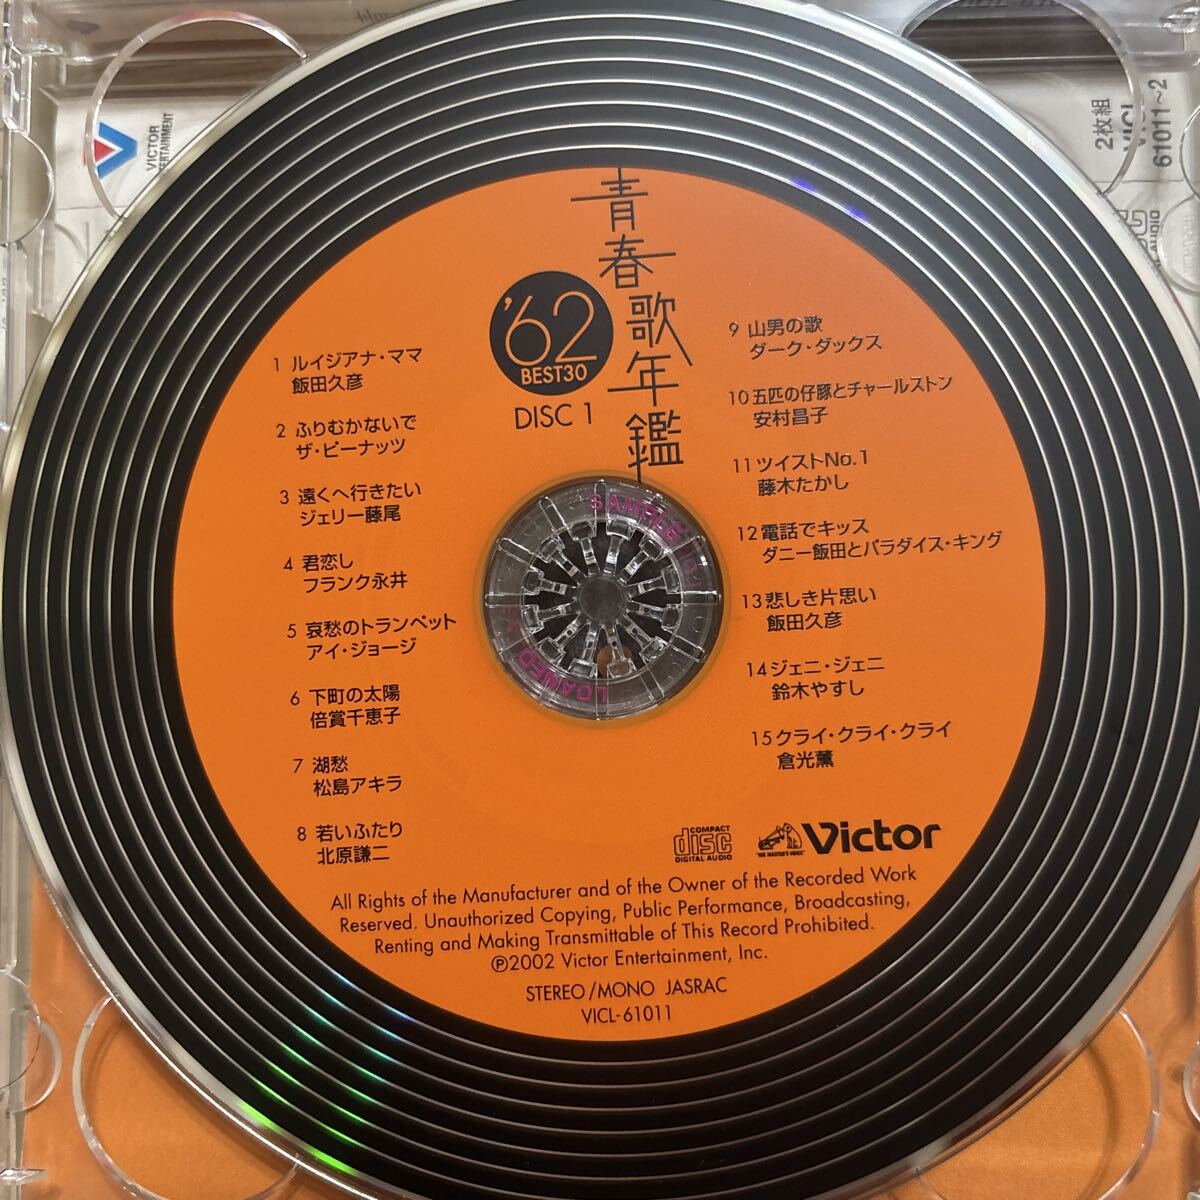 青春歌年鑑
'62
BEST30
DISC 1
1 ルイジアナ・ママ
飯田久彦
2 ふりむかないで
ザ・ピーナッツ
3 遠くへ行きたい
ジェリー藤尾
4 君恋し
フランク永井
5 哀愁のトランペット
アイ・ジョージ
6 下町の太陽
倍賞千恵子
7 湖愁
松島アキラ
8 若いふたり
北原謙二
9 山男の歌
ダーク・ダックス
10 五匹の仔豚とチャールストン
安村昌子
11 ツイストNo.1
藤木たかし
12 電話でキッス
ダニー飯田とパラダイス・キング
13 悲しき片思い
飯田久彦
14 ジェニ・ジェニ
鈴木やすし
15 クライ・クライ・クライ
倉光薫
COMPACT
disc
DIGITAL AUDIO
"HIS MASTER'S VOICE"
Victor
All Rights of the Manufacturer and of the Owner of the Recorded Work
Reserved. Unauthorized Copying, Public Performance, Broadcasting,
Renting and Making Transmittable of This Record Prohibited.
℗2002 Victor Entertainment, Inc.
STEREO/MONO JASRAC
VICL-61011
SAMPLE
LOANED
VICTOR
2枚組
VICL
61011~2